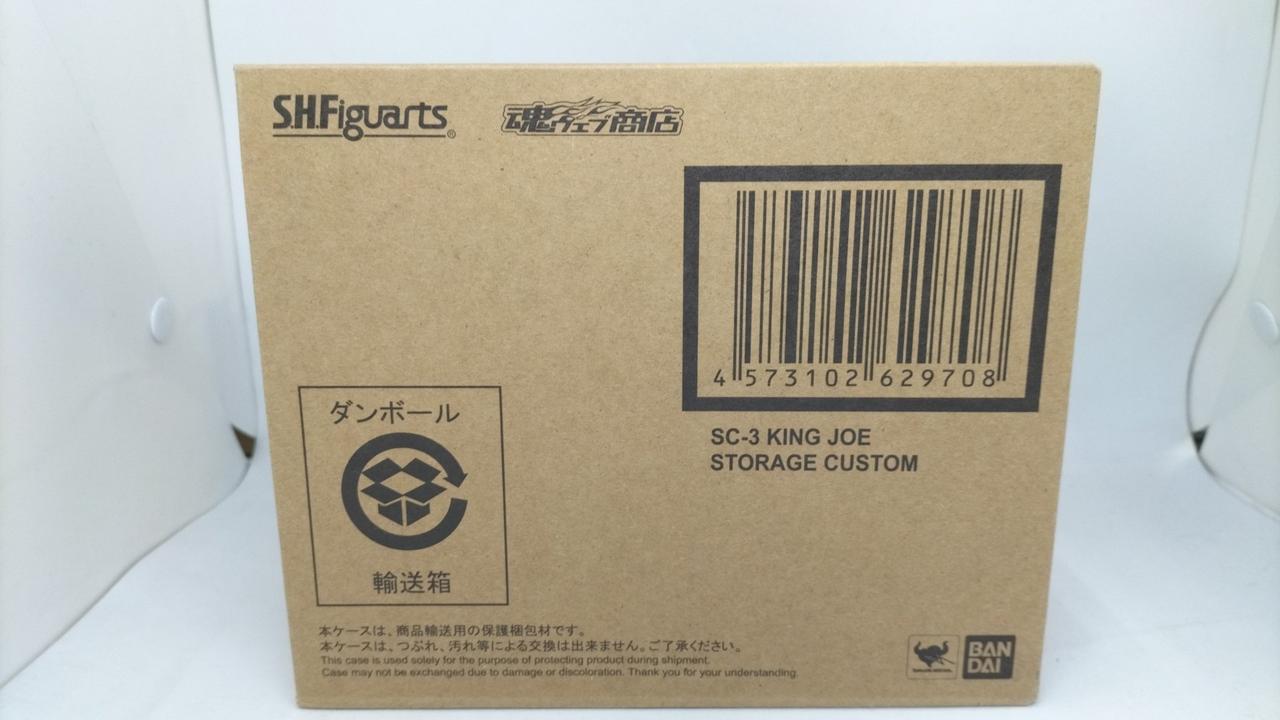 S.H.Figuarts®
魂ウェブ商店
4 573102 629708
SC-3 KING JOE
STORAGE CUSTOM
ダンボール
輸送箱
本ケースは、商品輸送用の保護梱包材です。
本ケースは、つぶれ、汚れ等による交換は出来ません。ご了承ください。
This case is used solely for the purpose of protecting product during shipment.
Case may not be exchanged due to damage or discoloration. Thank you for your understanding.
BAN
DAI